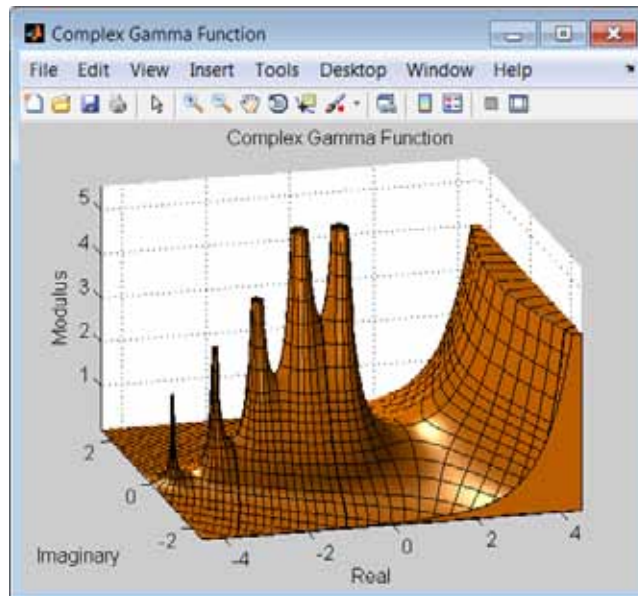 Complex Gamma Function
File Edit View Insert Tools Desktop Window Help
Complex Gamma Function
5
4
3
2
1
Modulus
2
0
-2
Imaginary
-4
-2
0
2
4
Real